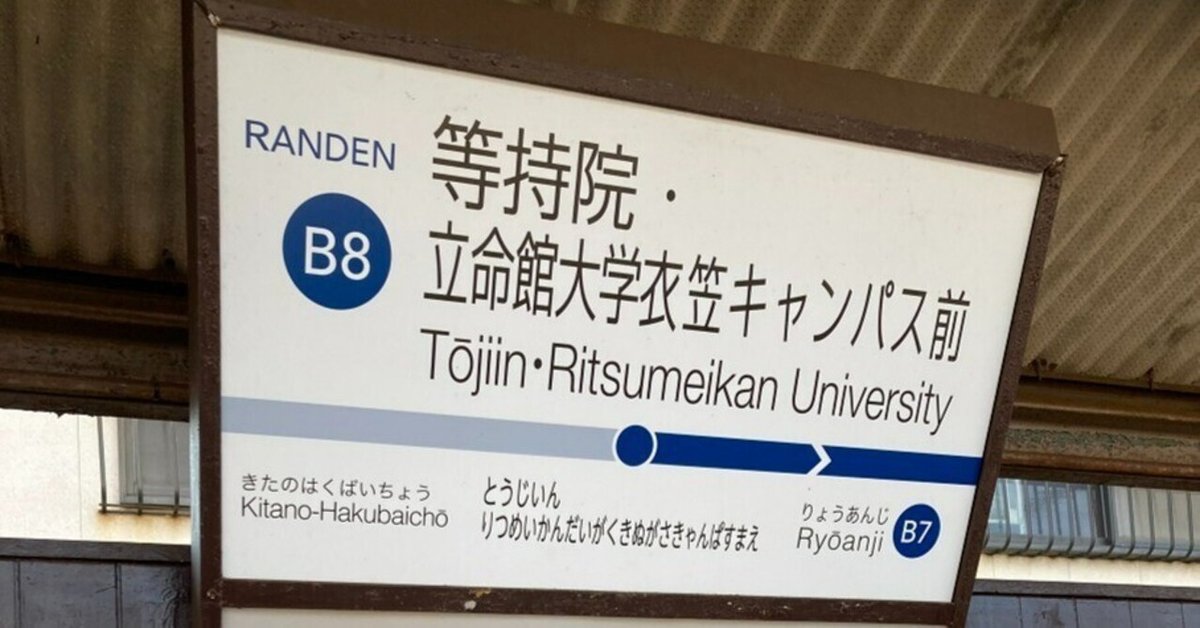 RANDEN
B8
等持院・
立命館大学衣笠キャンパス前
Tōjiin・Ritsumeikan University
きたのはくばいちょう
Kitano-Hakubaichō
とうじいん
りつめいかんだいがくきぬがさきゃんぱすまえ
りょうあんじ
Ryōanji
B7